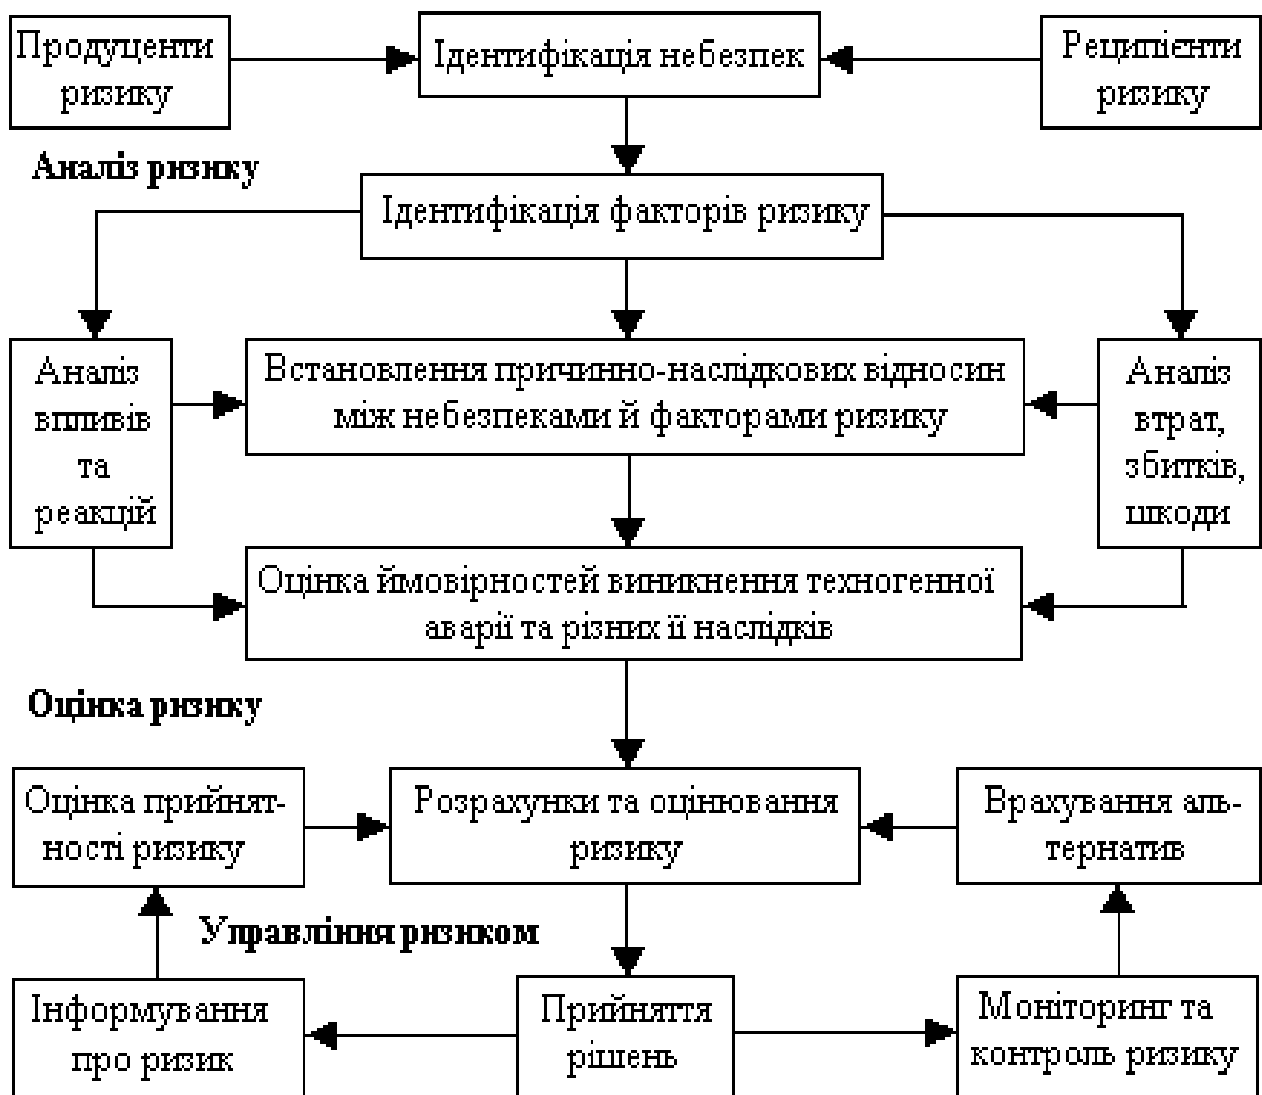 Продуценти
ризику
Ідентифікація небезпек
Реципієнти
ризику
Аналіз ризику
Ідентифікація факторів ризику
Аналіз
впливів
та
реакцій
Встановлення причинно-наслідкових відносин
між небезпеками й факторами ризику
Аналіз
втрат,
збитків,
шкоди
Оцінка ймовірностей виникнення техногенної
аварії та різних її наслідків
Оцінка ризику
Оцінка прийнят-
ності ризику
Розрахунки та оцінювання
ризику
Врахування аль-
тернатив
Управління ризиком
Інформування
про ризик
Прийняття
рішень
Моніторинг та
контроль ризику